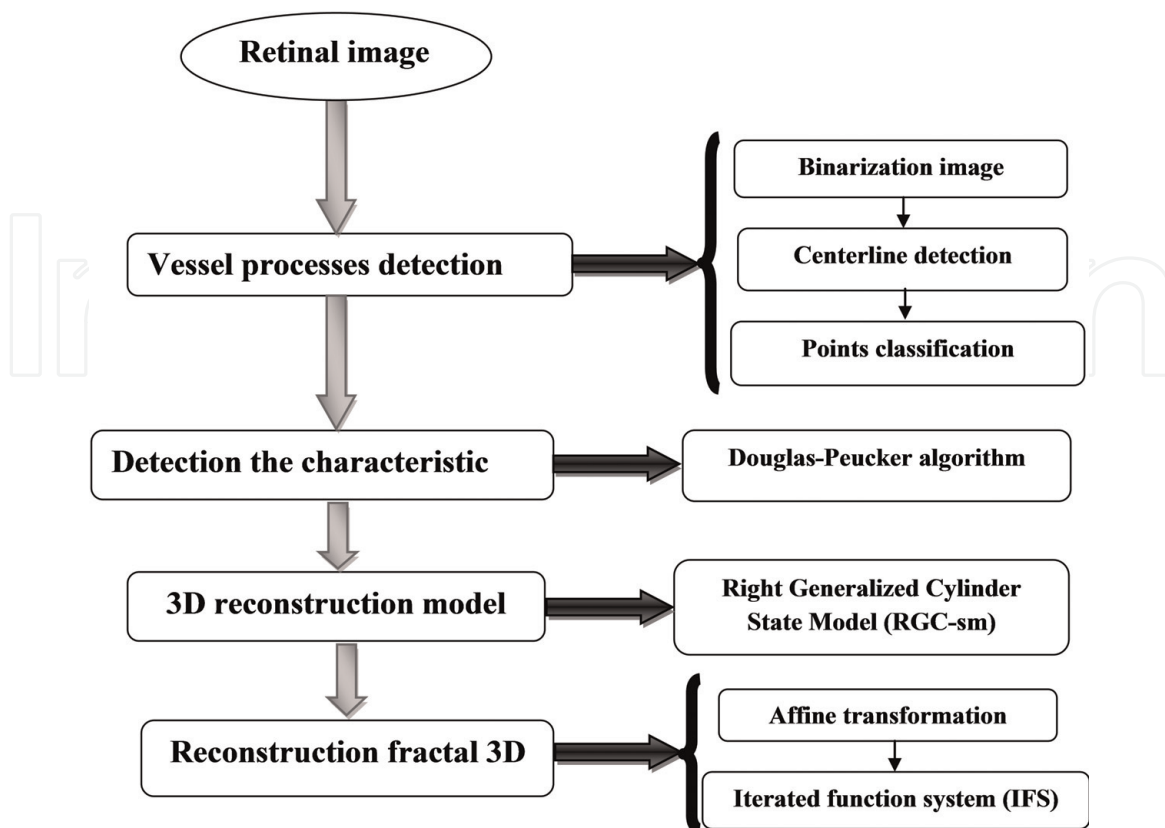 Retinal image
Vessel processes detection
Binarization image
Centerline detection
Points classification
Detection the characteristic
Douglas-Peucker algorithm
3D reconstruction model
Right Generalized Cylinder
State Model (RGC-sm)
Reconstruction fractal 3D
Affine transformation
Iterated function system (IFS)